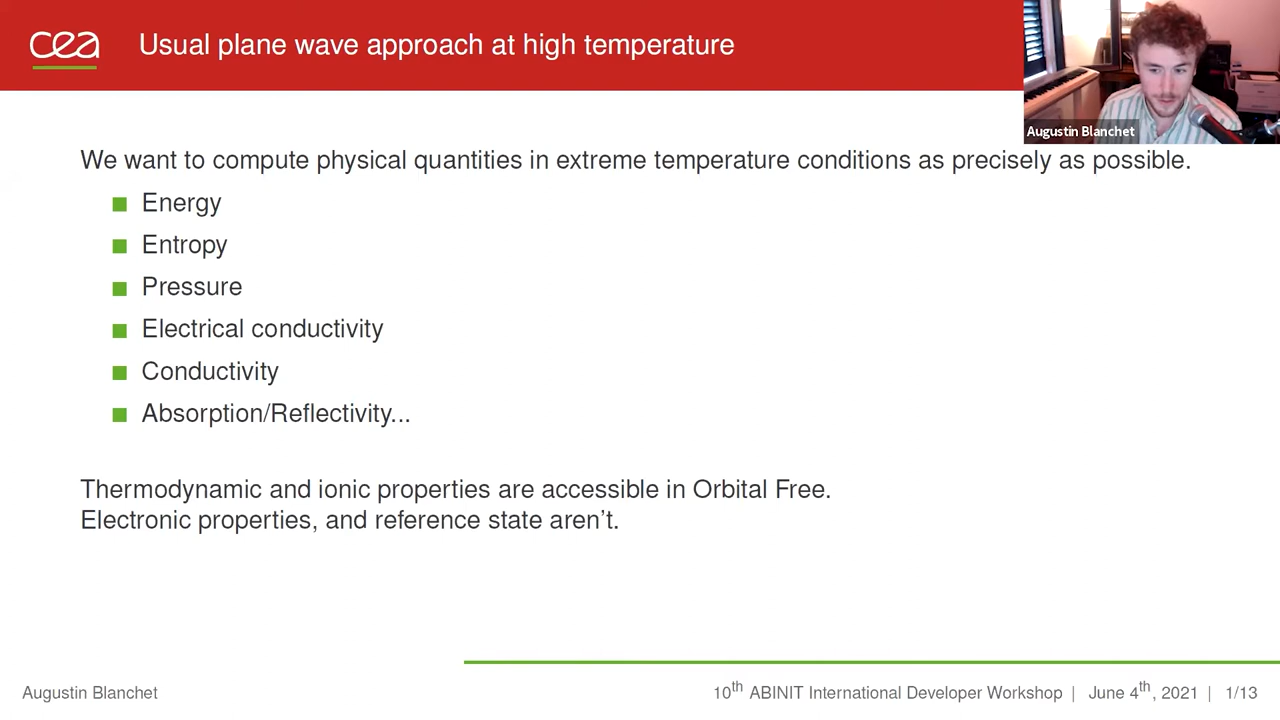 cea
Usual plane wave approach at high temperature
Augustin Blanchet
We want to compute physical quantities in extreme temperature conditions as precisely as possible.
Energy
Entropy
Pressure
Electrical conductivity
Conductivity
Absorption/Reflectivity...
Thermodynamic and ionic properties are accessible in Orbital Free.
Electronic properties, and reference state aren't.
Augustin Blanchet
10th ABINIT International Developer Workshop | June 4th, 2021 | 1/13